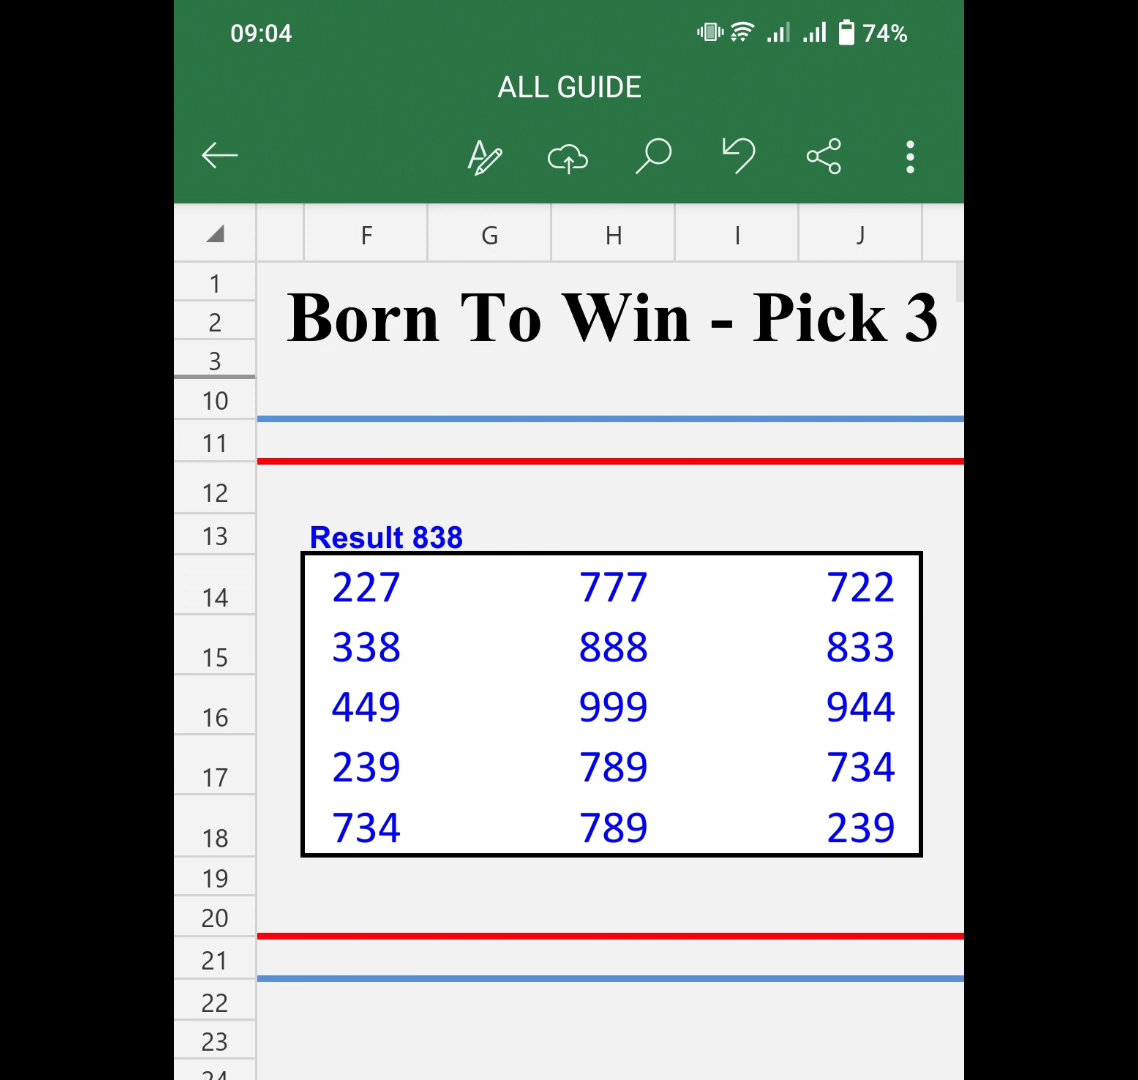 09:04 74%
ALL GUIDE
F G H I J
1
2
3
Born To Win - Pick 3
10
11
12
13 Result 838
14 227 777 722
15 338 888 833
16 449 999 944
17 239 789 734
18 734 789 239
19
20
21
22
23
24